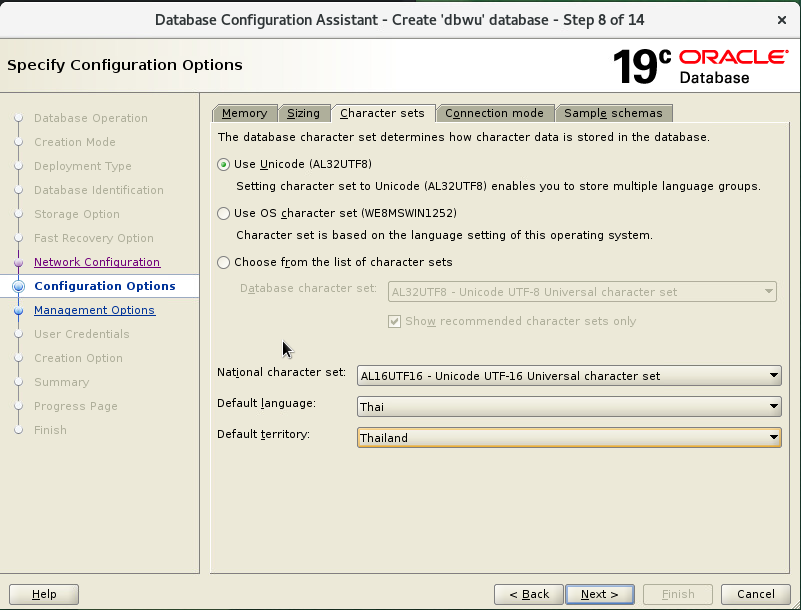 Database Configuration Assistant - Create 'dbwu' database - Step 8 of 14
Specify Configuration Options
19c ORACLE Database
Database Operation
Creation Mode
Deployment Type
Database Identification
Storage Option
Fast Recovery Option
Network Configuration
Configuration Options
Management Options
User Credentials
Creation Option
Summary
Progress Page
Finish
Memory Sizing Character sets Connection mode Sample schemas
The database character set determines how character data is stored in the database.
Use Unicode (AL32UTF8)
Setting character set to Unicode (AL32UTF8) enables you to store multiple language groups.
Use OS character set (WE8MSWIN1252)
Character set is based on the language setting of this operating system.
Choose from the list of character sets
Database character set: AL32UTF8 - Unicode UTF-8 Universal character set
Show recommended character sets only
National character set: AL16UTF16 - Unicode UTF-16 Universal character set
Default language: Thai
Default territory: Thailand
Help < Back Next > Finish Cancel